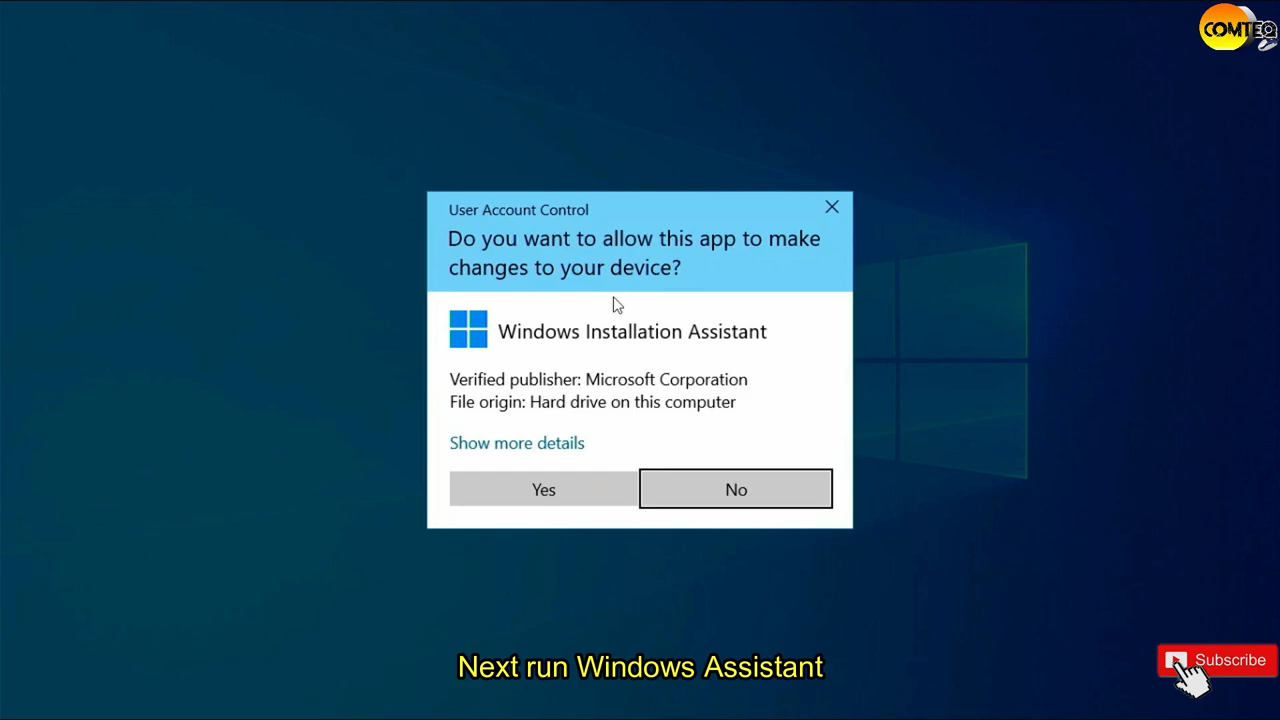 COMTEQ
User Account Control
Do you want to allow this app to make
changes to your device?
Windows Installation Assistant
Verified publisher: Microsoft Corporation
File origin: Hard drive on this computer
Show more details
Yes
No
Next run Windows Assistant
Subscribe